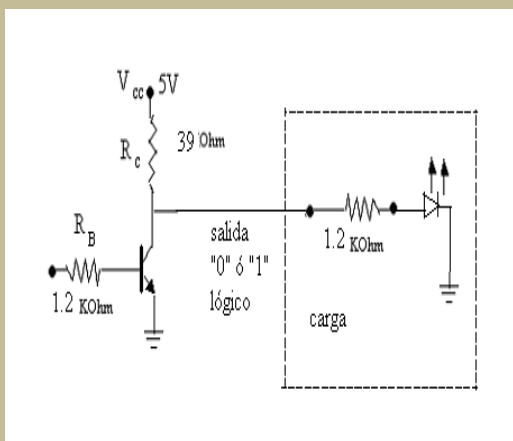 Vcc 5V
Rc 39 Ohm
RB
1.2 KOhm
salida
"0" ó "1"
lógico
1.2 KOhm
carga